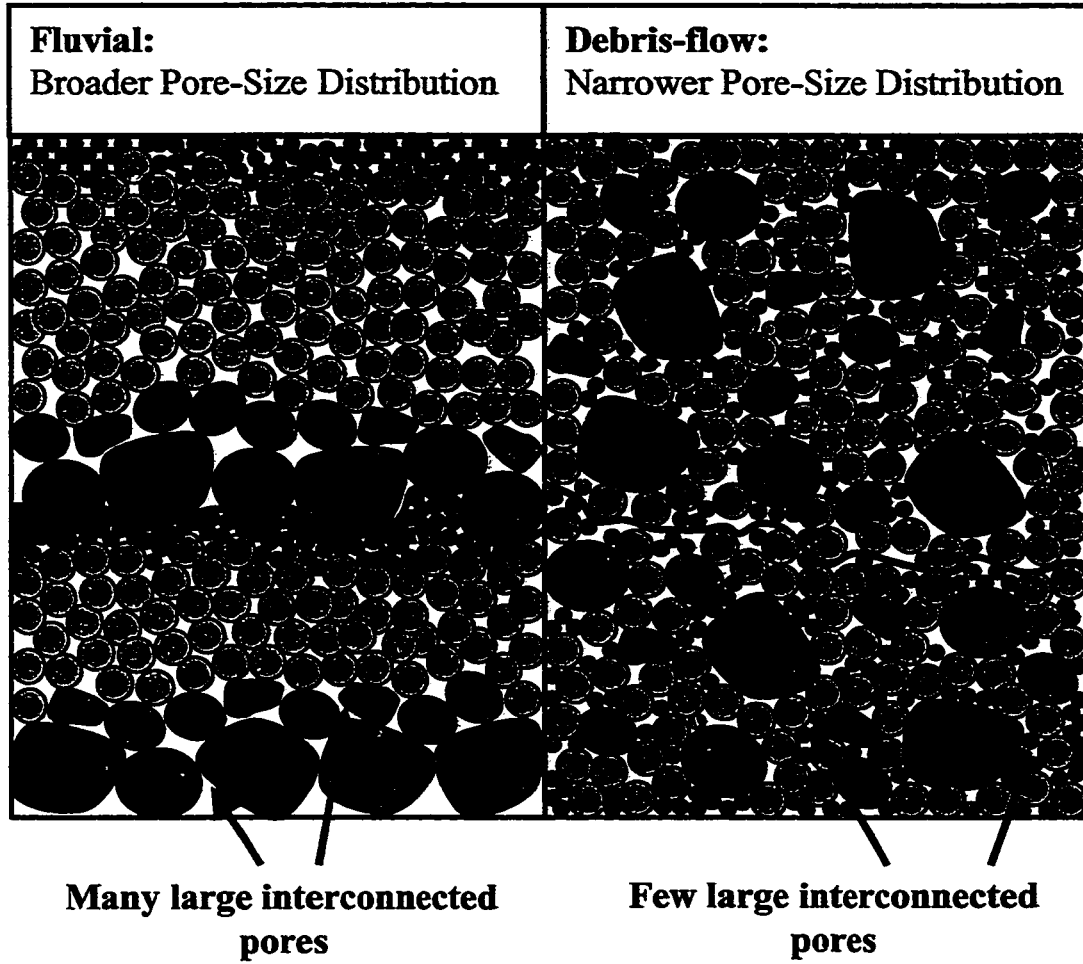 Fluvial:
Broader Pore-Size Distribution
Debris-flow:
Narrower Pore-Size Distribution
Many large interconnected
pores
Few large interconnected
pores